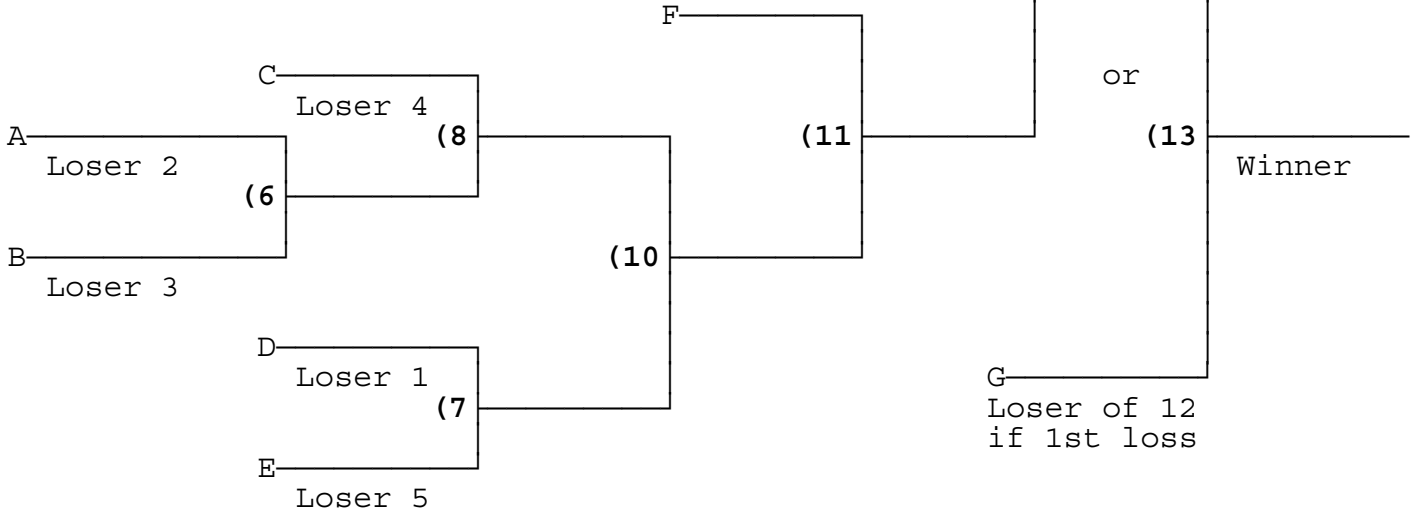 F
C
or
Loser 4
A
(8
(11
(13
Loser 2
Winner
(6
B
(10
Loser 3
D
Loser 1
G
(7
Loser of 12
if 1st loss
E
Loser 5